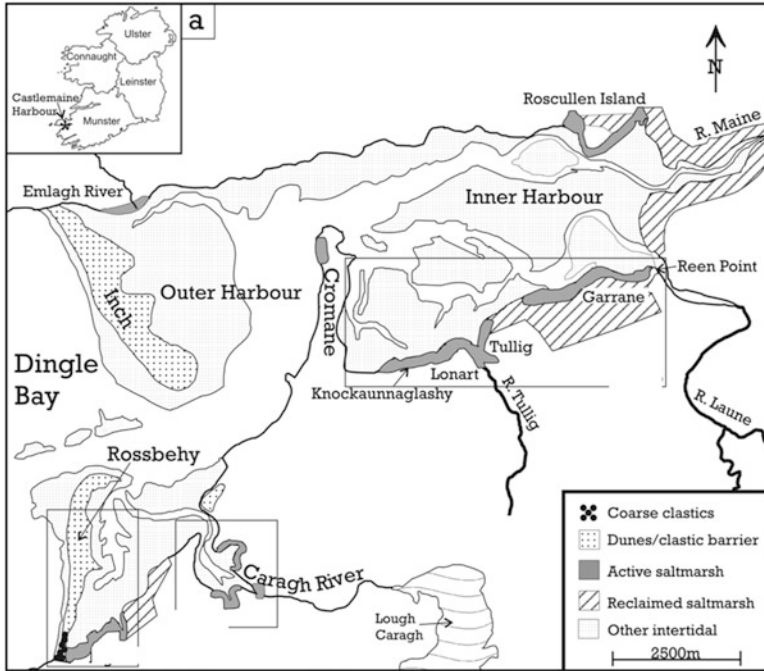 a
Ulster
Connaught
Leinster
Castlemaine
Harbour
Munster
N
Roscullen Island
R. Maine
Emlagh River
Inner Harbour
Outer Harbour
Inch
Cromane
Reen Point
Garrane
Dingle
Bay
Tullig
Lonart
Knockaunnaglashy
R. Tullig
R. Laune
Rossbehy
Caragh River
Lough
Caragh
Coarse clastics
Dunes/clastic barrier
Active saltmarsh
Reclaimed saltmarsh
Other intertidal
2500m